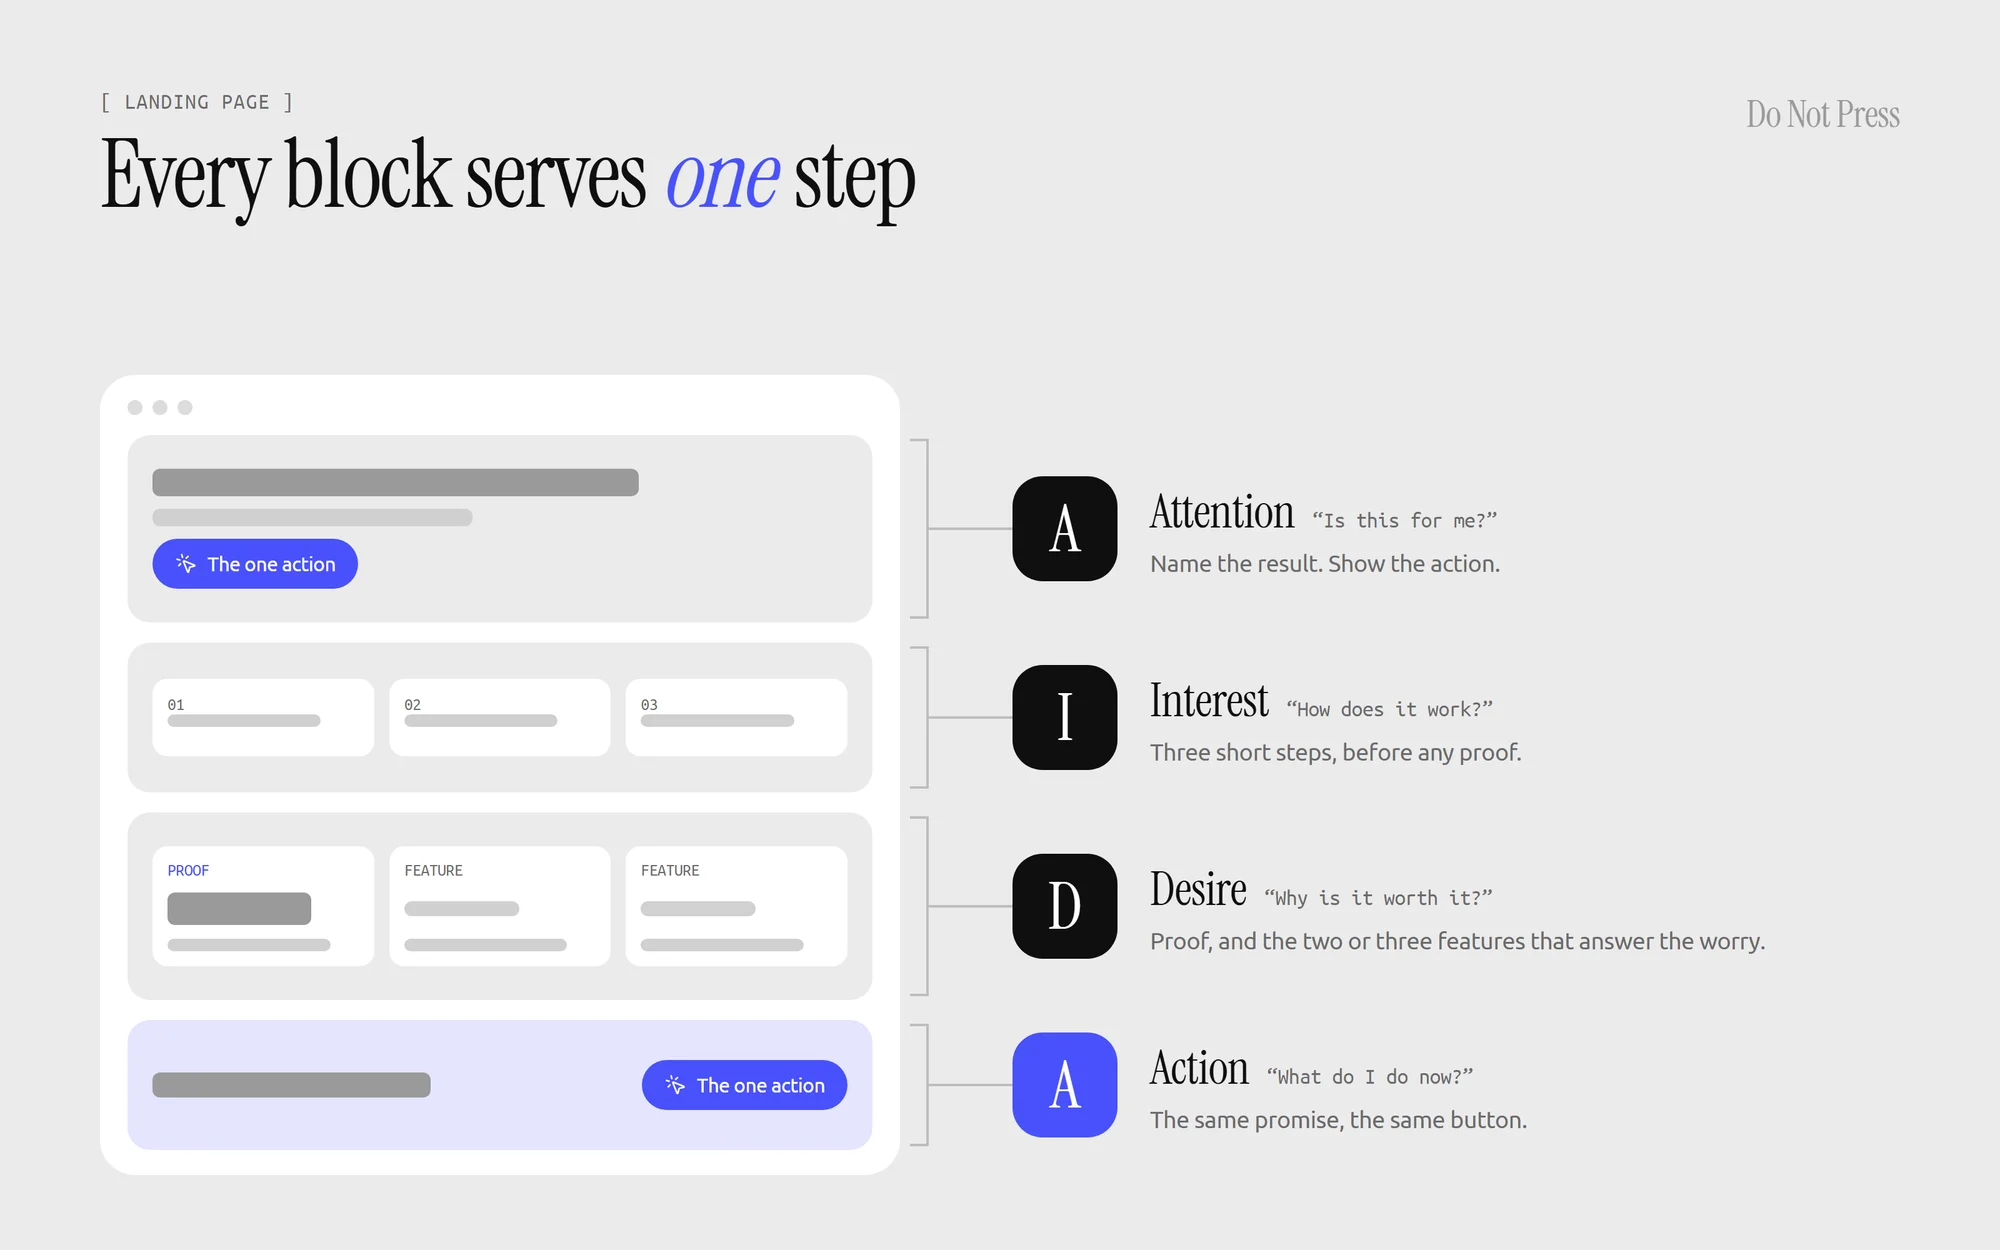 [ LANDING PAGE ]
Do Not Press
Every block serves one step
The one action
01
02
03
PROOF
FEATURE
FEATURE
The one action
A
Attention “Is this for me?”
Name the result. Show the action.
I
Interest “How does it work?”
Three short steps, before any proof.
D
Desire “Why is it worth it?”
Proof, and the two or three features that answer the worry.
A
Action “What do I do now?”
The same promise, the same button.